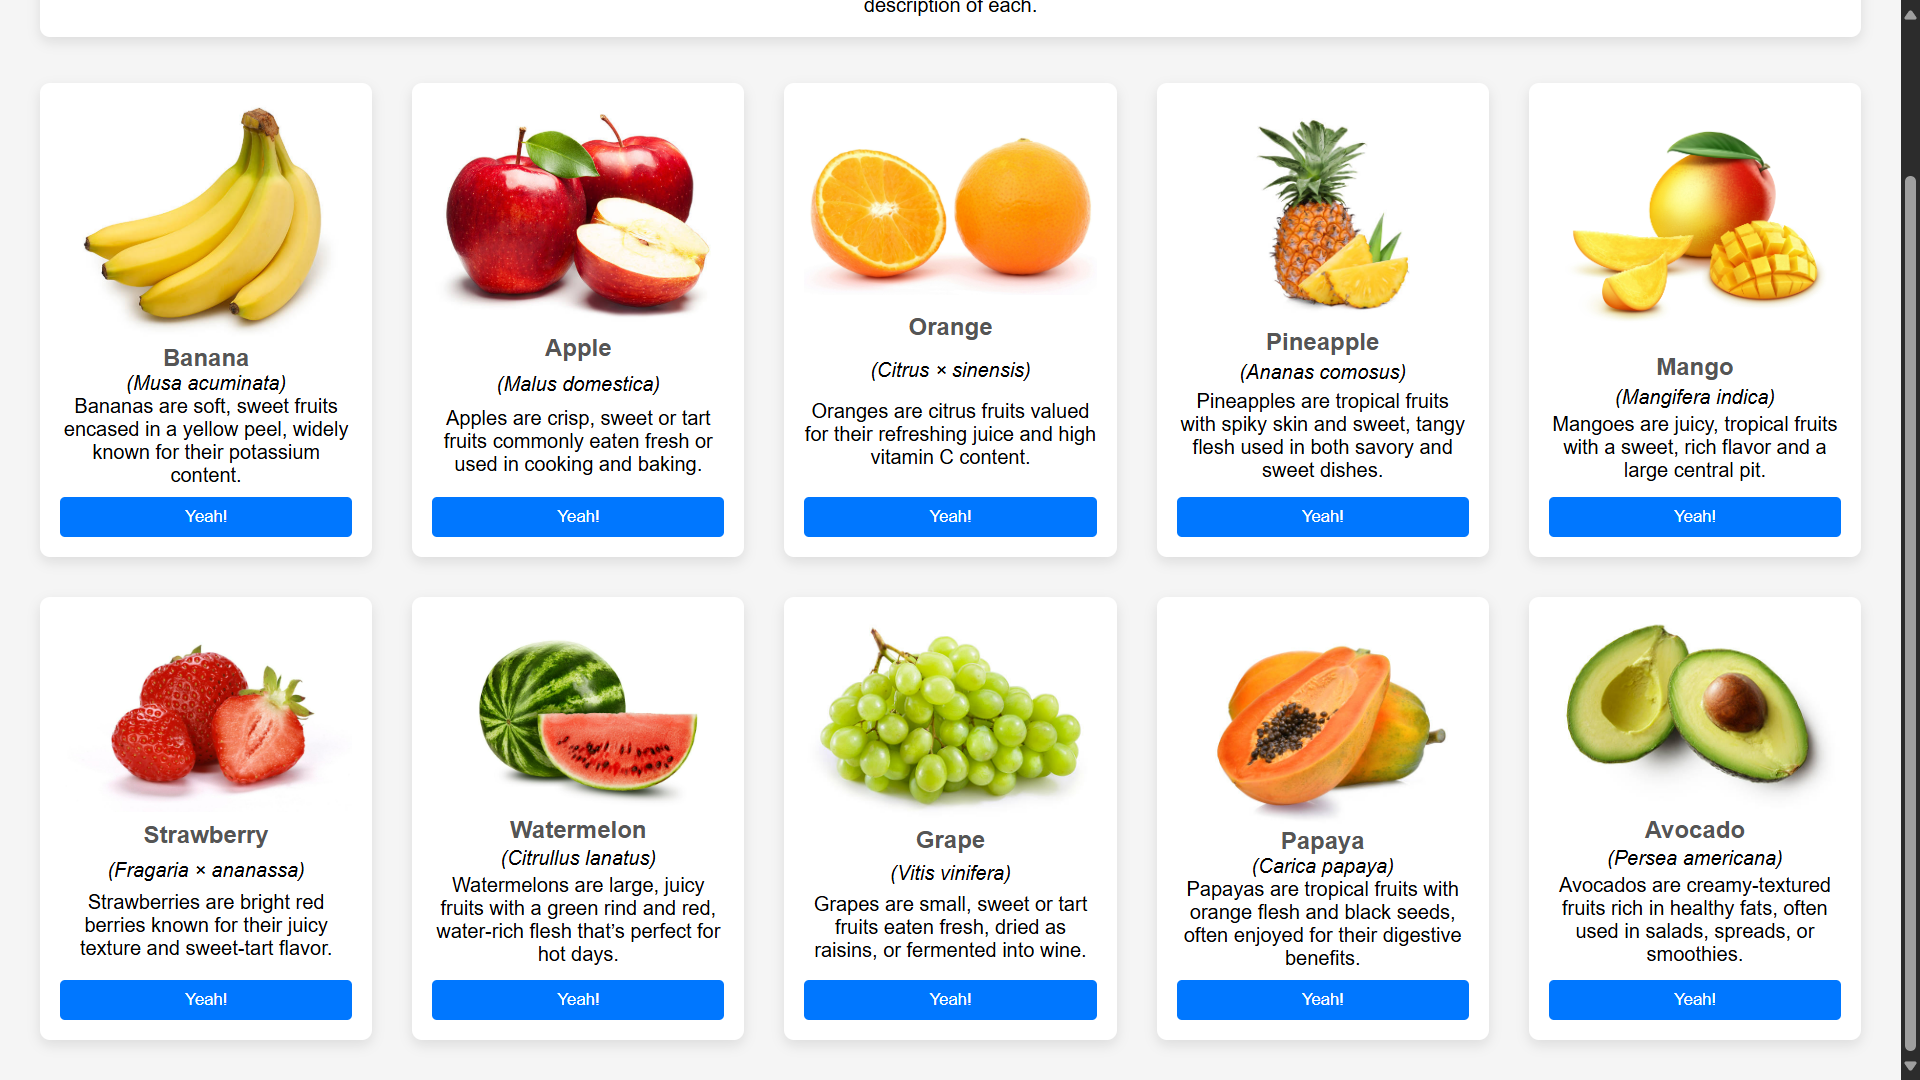 description of each.
Banana
(Musa acuminata)
Bananas are soft, sweet fruits
encased in a yellow peel, widely
known for their potassium
content.
Yeah!
Apple
(Malus domestica)
Apples are crisp, sweet or tart
fruits commonly eaten fresh or
used in cooking and baking.
Yeah!
Orange
(Citrus × sinensis)
Oranges are citrus fruits valued
for their refreshing juice and high
vitamin C content.
Yeah!
Pineapple
(Ananas comosus)
Pineapples are tropical fruits
with spiky skin and sweet, tangy
flesh used in both savory and
sweet dishes.
Yeah!
Mango
(Mangifera indica)
Mangoes are juicy, tropical fruits
with a sweet, rich flavor and a
large central pit.
Yeah!
Strawberry
(Fragaria × ananassa)
Strawberries are bright red
berries known for their juicy
texture and sweet-tart flavor.
Yeah!
Watermelon
(Citrullus lanatus)
Watermelons are large, juicy
fruits with a green rind and red,
water-rich flesh that’s perfect for
hot days.
Yeah!
Grape
(Vitis vinifera)
Grapes are small, sweet or tart
fruits eaten fresh, dried as
raisins, or fermented into wine.
Yeah!
Papaya
(Carica papaya)
Papayas are tropical fruits with
orange flesh and black seeds,
often enjoyed for their digestive
benefits.
Yeah!
Avocado
(Persea americana)
Avocados are creamy-textured
fruits rich in healthy fats, often
used in salads, spreads, or
smoothies.
Yeah!